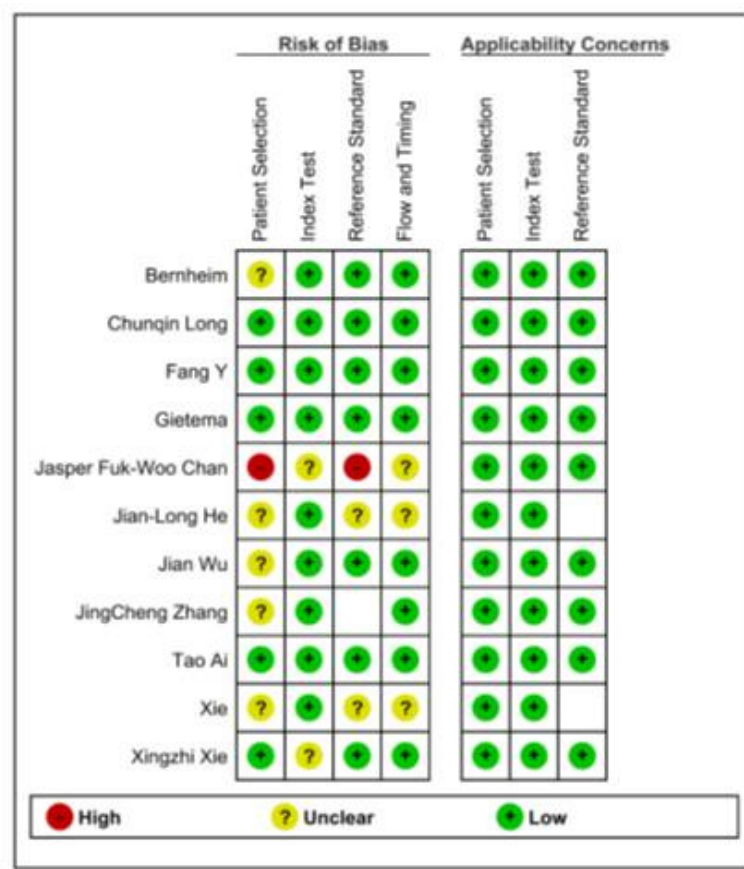 Risk of Bias
Applicability Concerns
Patient Selection
Index Test
Reference Standard
Flow and Timing
Patient Selection
Index Test
Reference Standard
Bernheim ? + + + + + +
Chunqin Long + + + + + + +
Fang Y + + + + + + +
Gietema + + + + + + +
Jasper Fuk-Woo Chan - ? - ? + + +
Jian-Long He ? + ? ? + +
Jian Wu ? + + + + + +
JingCheng Zhang ? + + + + +
Tao Ai + + + + + + +
Xie ? + ? ? + +
Xingzhi Xie + ? + + + + +
- High ? Unclear + Low